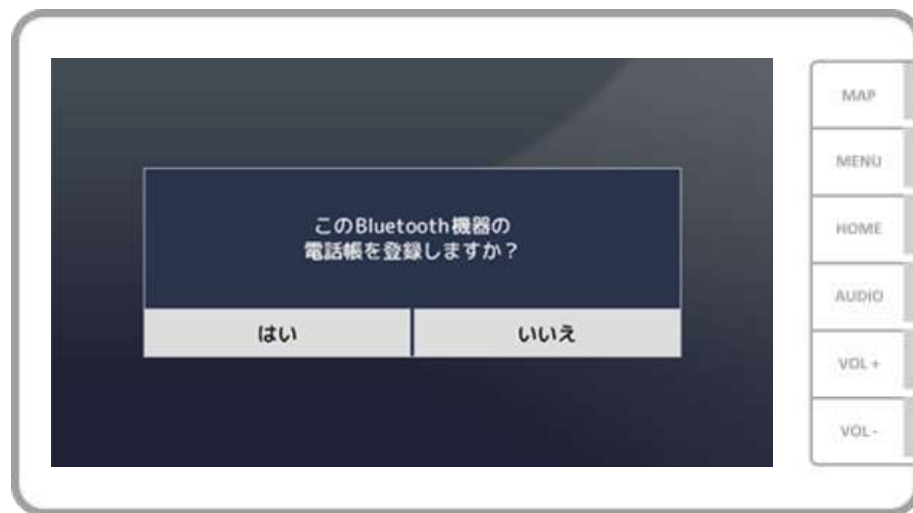 このBluetooth機器の
電話帳を登録しますか？
はい
いいえ
MAP
MENU
HOME
AUDIO
VOL +
VOL -